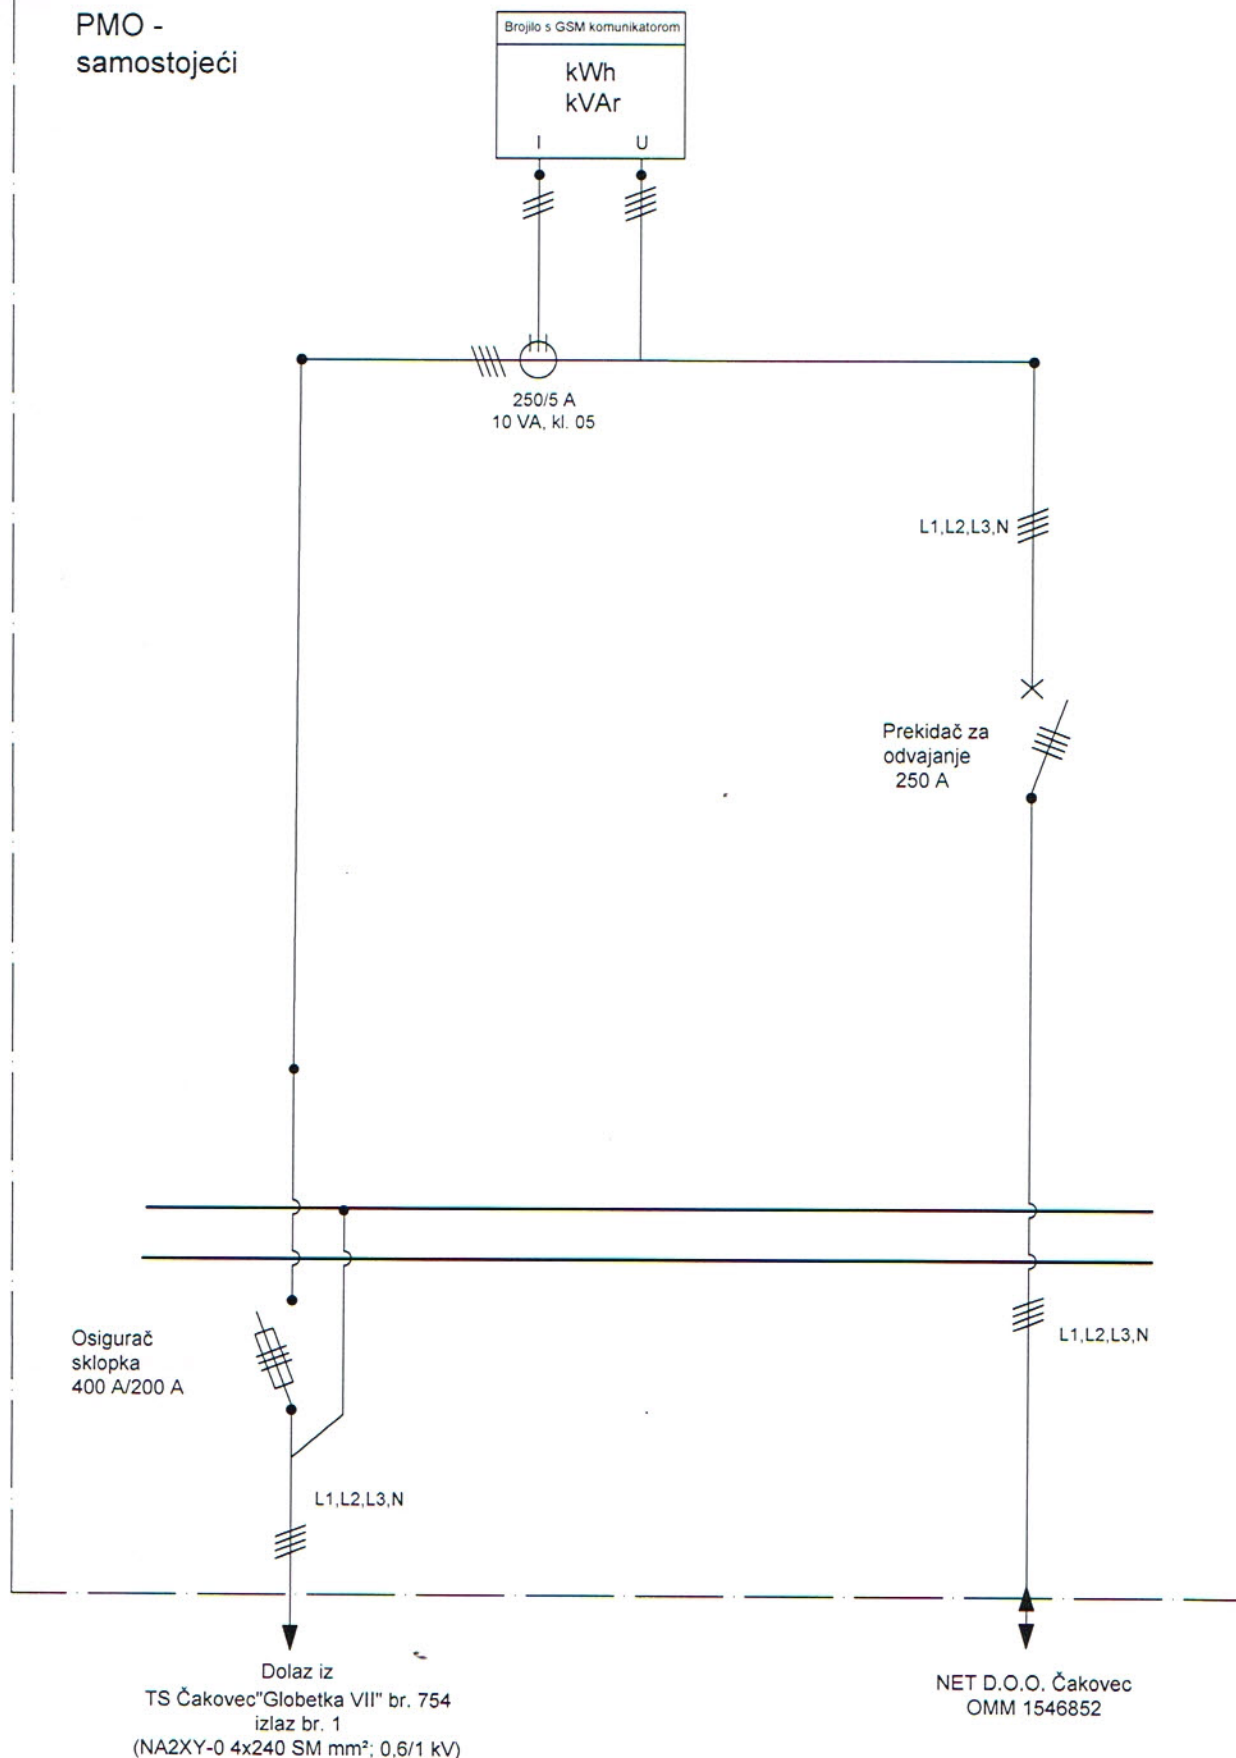 PMO -
samostojeći
Brojilo s GSM komunikatorom
kWh
kVAr
I
U
250/5 A
10 VA, kl. 05
L1,L2,L3,N
Prekidač za
odvajanje
250 A
Osigurač
sklopka
400 A/200 A
L1,L2,L3,N
L1,L2,L3,N
Dolaz iz
TS Čakovec"Globetka VII" br. 754
izlaz br. 1
(NA2XY-0 4x240 SM mm²; 0,6/1 kV)
NET D.O.O. Čakovec
OMM 1546852